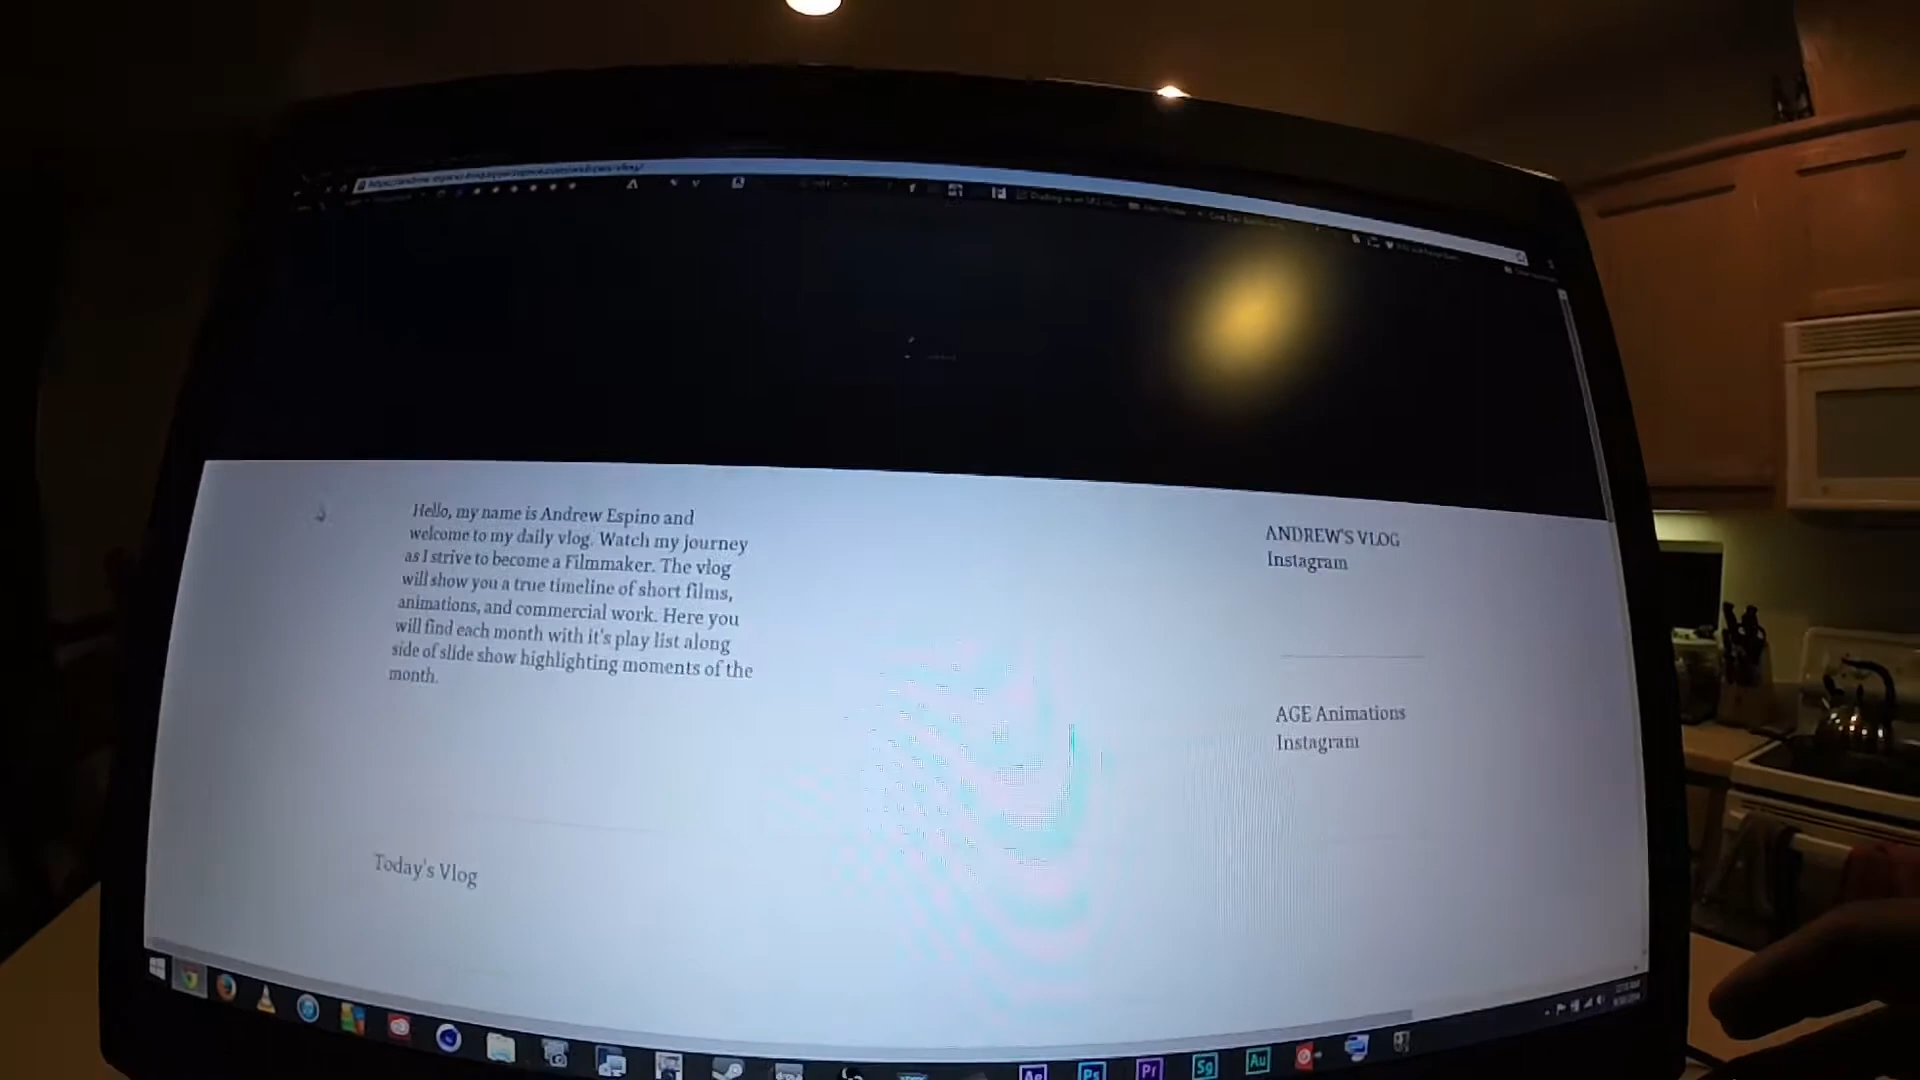 Hello, my name is Andrew Espino and
welcome to my daily vlog. Watch my journey
as I strive to become a Filmmaker. The vlog
will show you a true timeline of short films,
animations, and commercial work. Here you
will find each month with it's play list along
side of slide show highlighting moments of the
month.
ANDREW'S VLOG
Instagram
AGE Animations
Instagram
Today's Vlog
Ae
Ps
Pr
Sg
Au